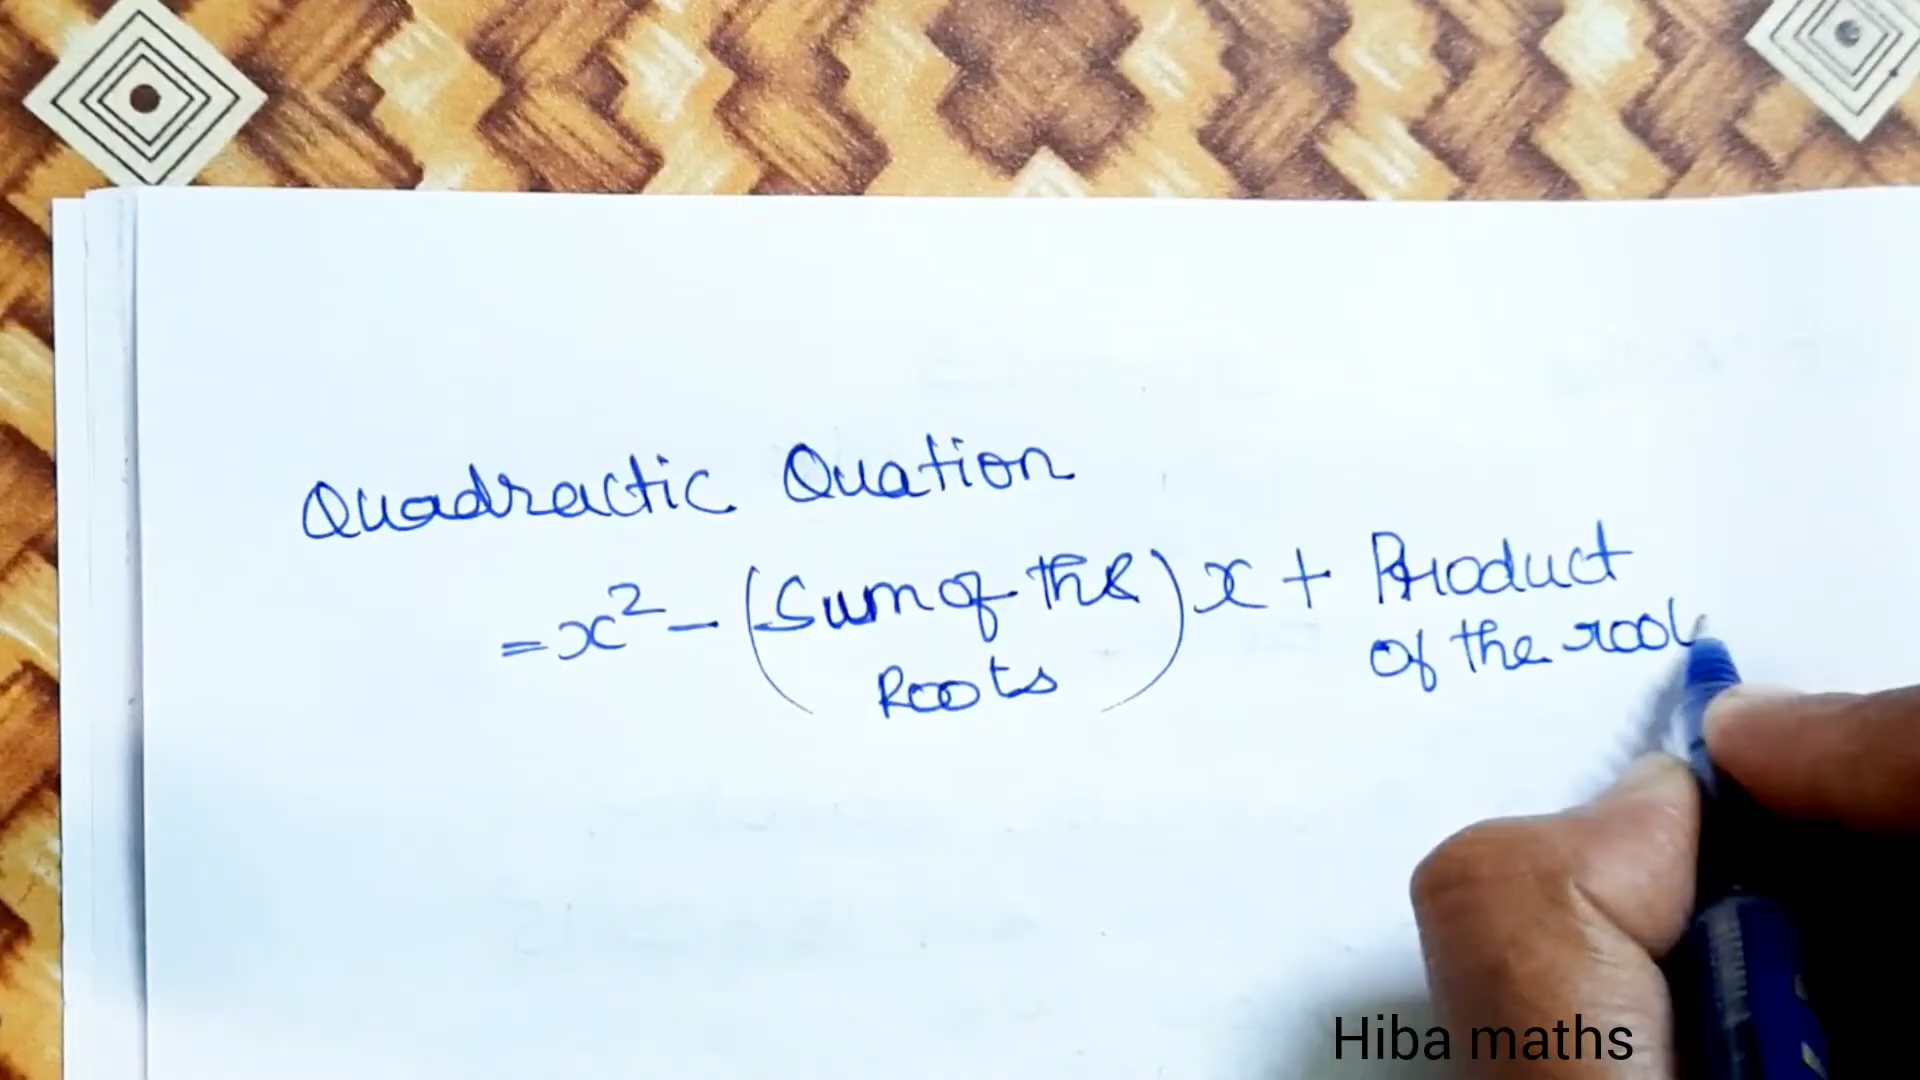 Quadractic Quation
= x² - (Sum of the Roots) x + Product of the root
Hiba maths